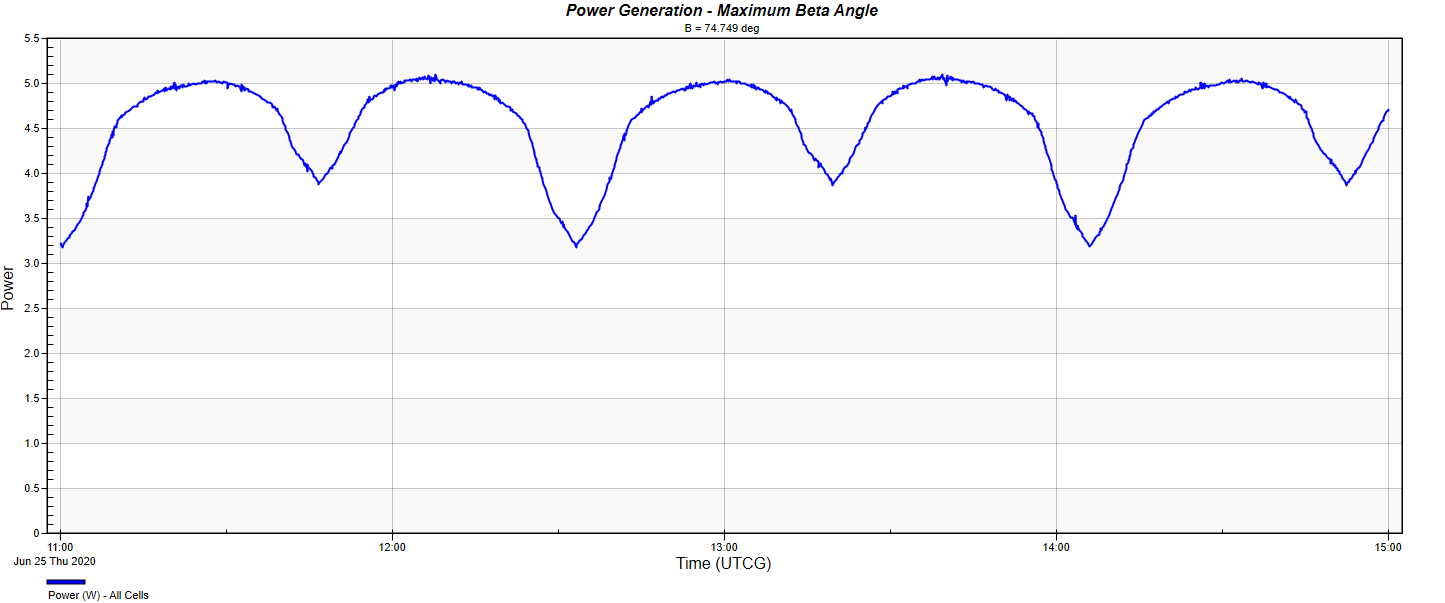 Power Generation - Maximum Beta Angle
B = 74.749 deg
5.5
5.0
4.5
4.0
3.5
3.0
2.5
2.0
1.5
1.0
0.5
0
Power
11:00 12:00 13:00 14:00 15:00
Jun 25 Thu 2020
Time (UTCG)
Power (W) - All Cells